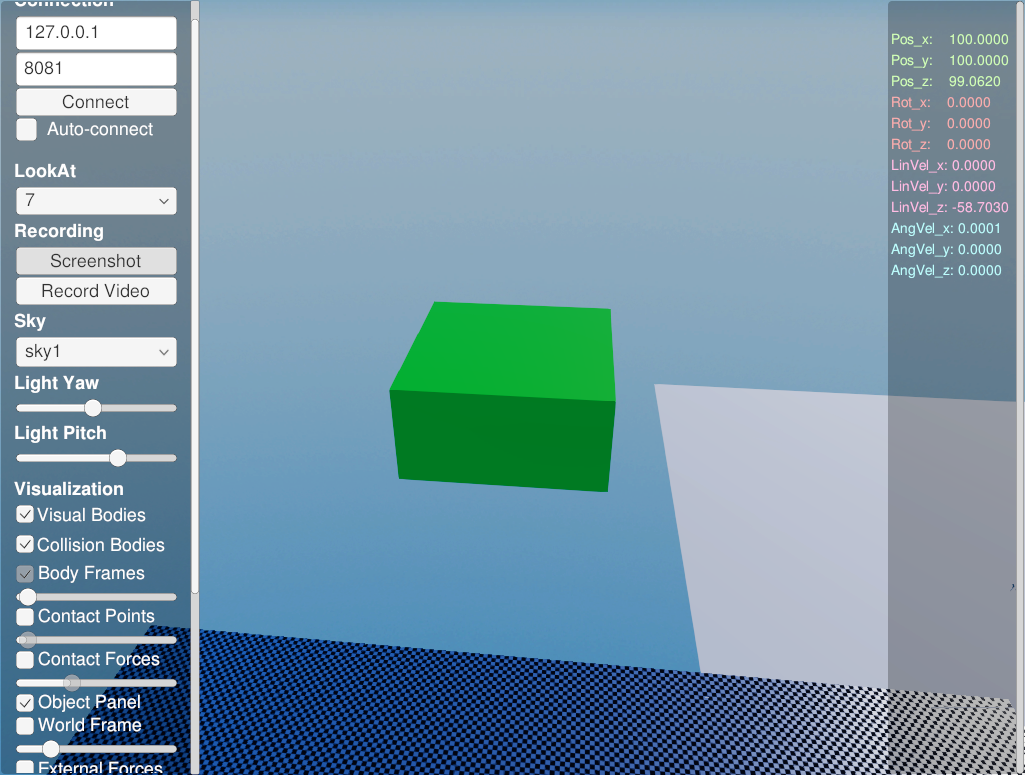 Connection
127.0.0.1
8081
Connect
Auto-connect
LookAt
7
Recording
Screenshot
Record Video
Sky
sky1
Light Yaw
Light Pitch
Visualization
Visual Bodies
Collision Bodies
Body Frames
Contact Points
Contact Forces
Object Panel
World Frame
External Forces
Pos_x: 100.0000
Pos_y: 100.0000
Pos_z: 99.0620
Rot_x: 0.0000
Rot_y: 0.0000
Rot_z: 0.0000
LinVel_x: 0.0000
LinVel_y: 0.0000
LinVel_z: -58.7030
AngVel_x: 0.0001
AngVel_y: 0.0000
AngVel_z: 0.0000